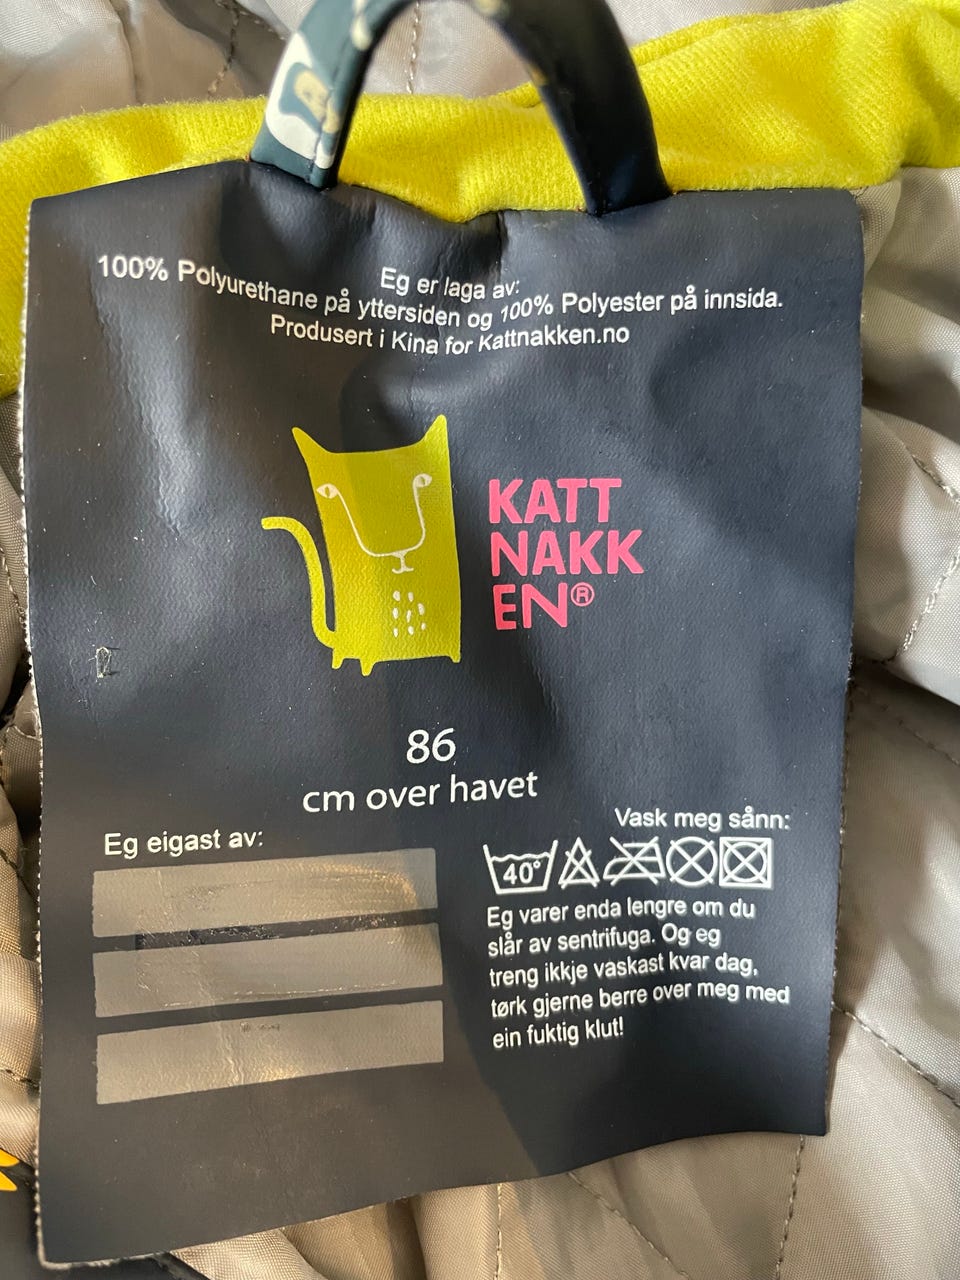 Eg er laga av:
100% Polyurethane på yttersiden og 100% Polyester på innsida.
Produsert i Kina for Kattnakken.no
KATT
NAKK
EN®
86
cm over havet
Eg eigast av:
Vask meg sånn:
40°
Eg varer enda lengre om du
slår av sentrifuga. Og eg
treng ikkje vaskast kvar dag,
tørk gjerne berre over meg med
ein fuktig klut!